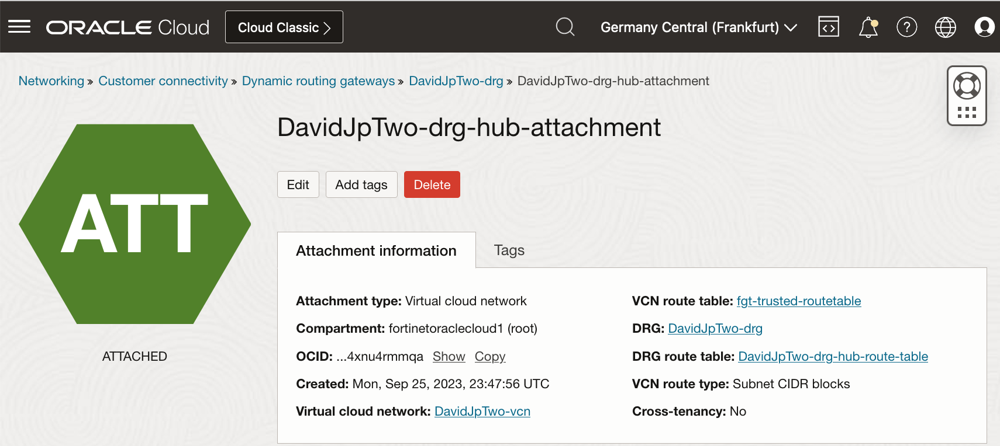 ORACLE Cloud
Cloud Classic
Germany Central (Frankfurt)
Networking » Customer connectivity » Dynamic routing gateways » DavidJpTwo-drg » DavidJpTwo-drg-hub-attachment
ATT
ATTACHED
DavidJpTwo-drg-hub-attachment
Edit
Add tags
Delete
Attachment information
Tags
Attachment type: Virtual cloud network
Compartment: fortinetoraclecloud1 (root)
OCID: ...4xnu4rmmqa Show Copy
Created: Mon, Sep 25, 2023, 23:47:56 UTC
Virtual cloud network: DavidJpTwo-vcn
VCN route table: fgt-trusted-routetable
DRG: DavidJpTwo-drg
DRG route table: DavidJpTwo-drg-hub-route-table
VCN route type: Subnet CIDR blocks
Cross-tenancy: No